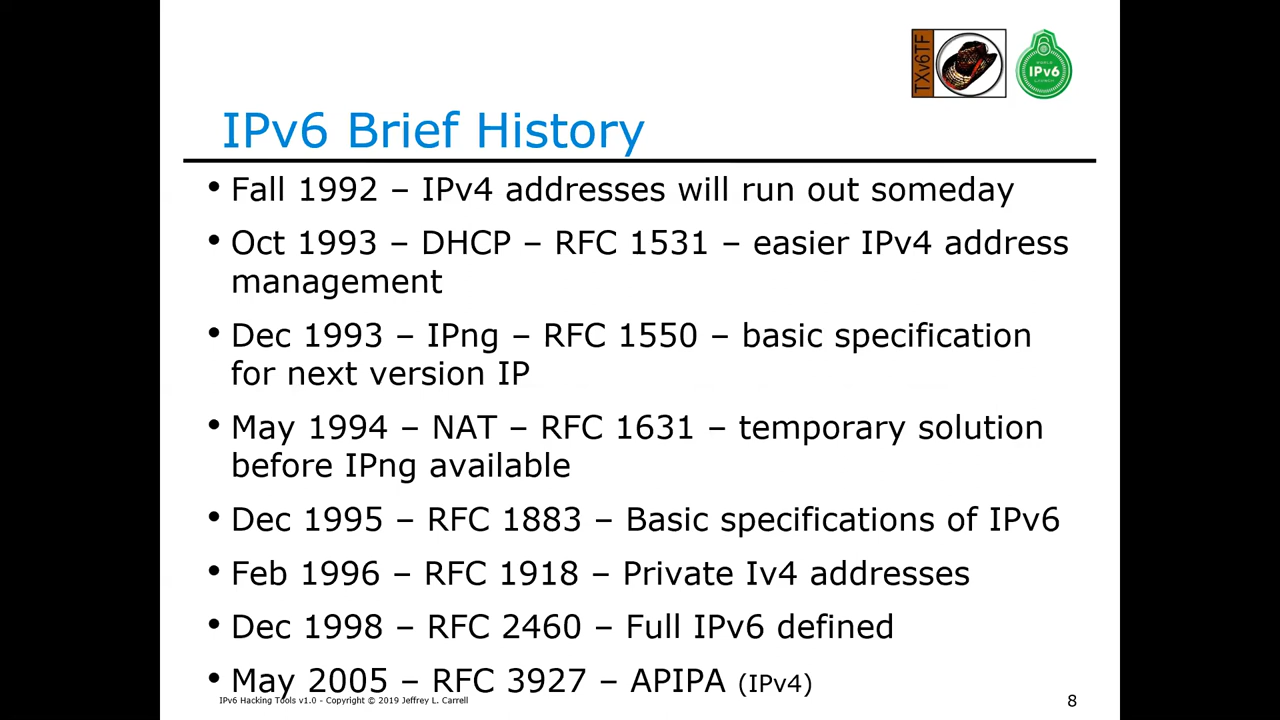 TXv6TF
WORLD
IPv6
LAUNCH
IPv6 Brief History
• Fall 1992 – IPv4 addresses will run out someday
• Oct 1993 – DHCP – RFC 1531 – easier IPv4 address
management
• Dec 1993 – IPng – RFC 1550 – basic specification
for next version IP
• May 1994 – NAT – RFC 1631 – temporary solution
before IPng available
• Dec 1995 – RFC 1883 – Basic specifications of IPv6
• Feb 1996 – RFC 1918 – Private Iv4 addresses
• Dec 1998 – RFC 2460 – Full IPv6 defined
• May 2005 – RFC 3927 – APIPA (IPv4)
IPv6 Hacking Tools v1.0 - Copyright © 2019 Jeffrey L. Carrell
8